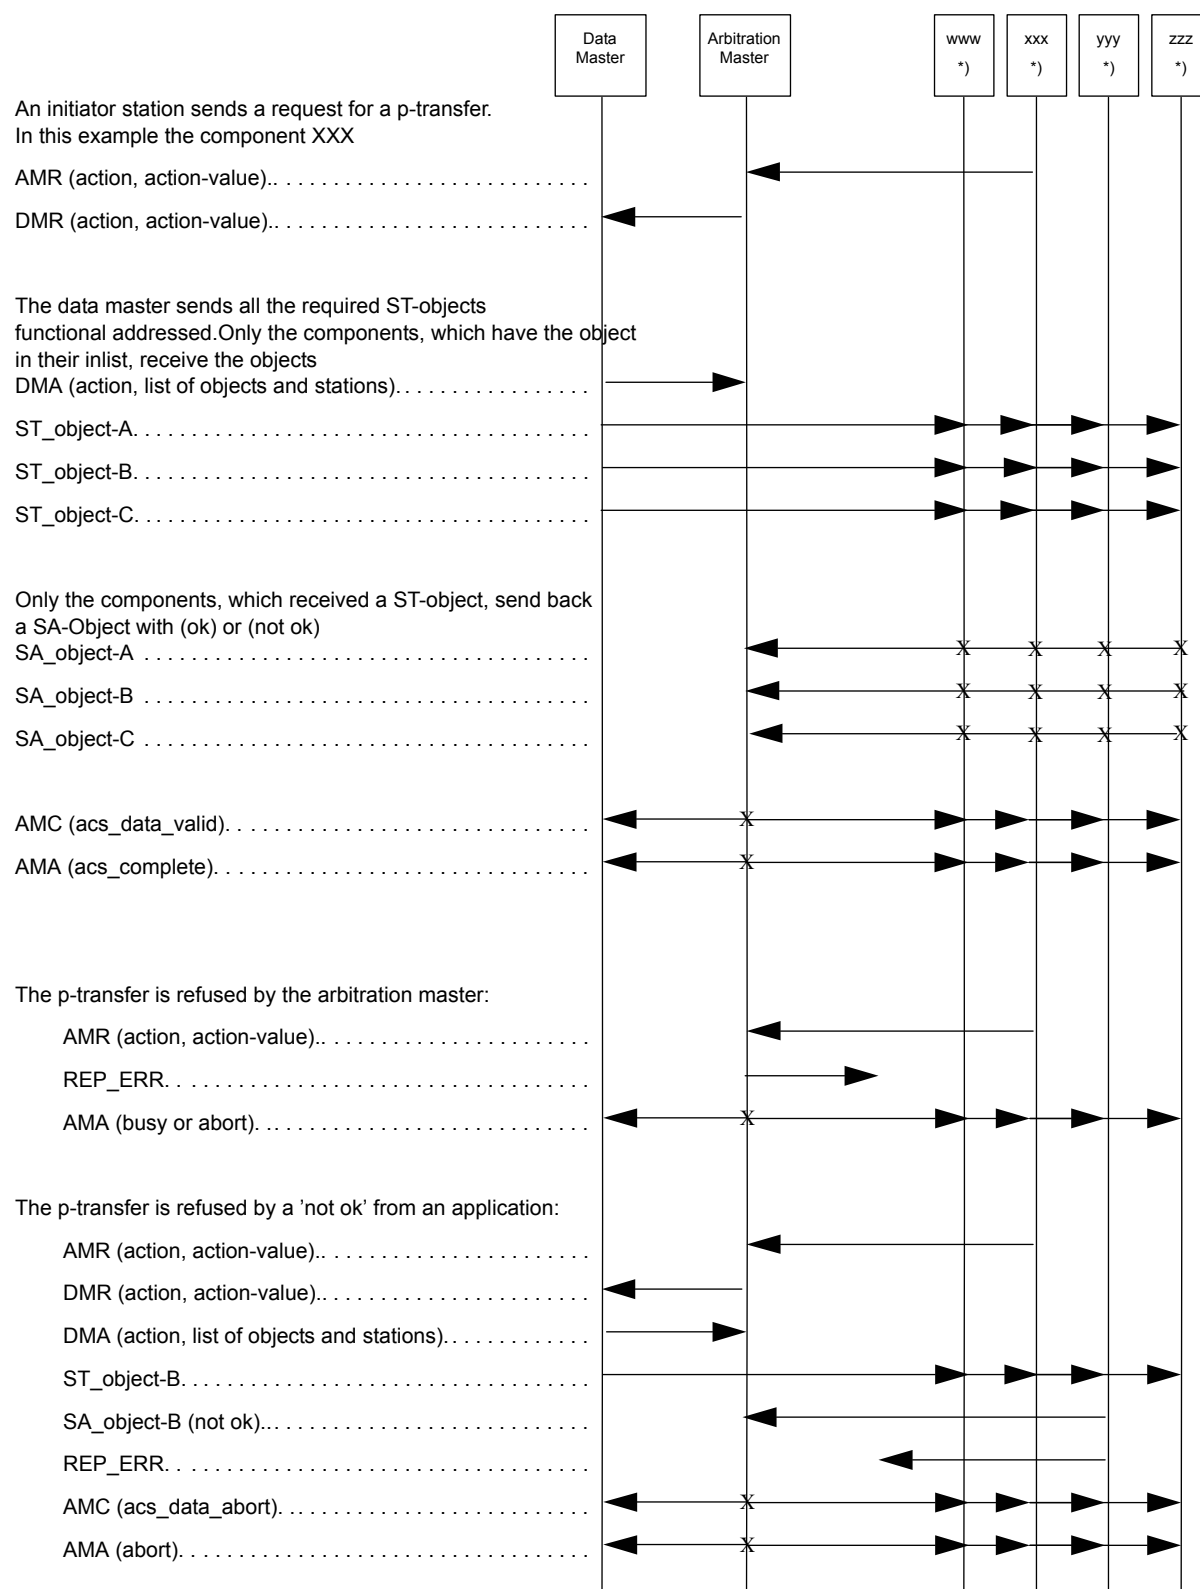 Data
Master
Arbitration
Master
www
*)
xxx
*)
yyy
*)
zzz
*)
An initiator station sends a request for a p-transfer.
In this example the component XXX
AMR (action, action-value).. . . . . . . . . . . . . . . . . . . . . . . . . . .
DMR (action, action-value).. . . . . . . . . . . . . . . . . . . . . . . . . . .
The data master sends all the required ST-objects
functional addressed.Only the components, which have the object
in their inlist, receive the objects
DMA (action, list of objects and stations). . . . . . . . . . . . . . . . .
ST_object-A. . . . . . . . . . . . . . . . . . . . . . . . . . . . . . . . . . . . . . .
ST_object-B. . . . . . . . . . . . . . . . . . . . . . . . . . . . . . . . . . . . . . .
ST_object-C. . . . . . . . . . . . . . . . . . . . . . . . . . . . . . . . . . . . . . .
Only the components, which received a ST-object, send back
a SA-Object with (ok) or (not ok)
SA_object-A . . . . . . . . . . . . . . . . . . . . . . . . . . . . . . . . . . . . . .
X X X X
SA_object-B . . . . . . . . . . . . . . . . . . . . . . . . . . . . . . . . . . . . . .
X X X X
SA_object-C . . . . . . . . . . . . . . . . . . . . . . . . . . . . . . . . . . . . . .
X X X X
AMC (acs_data_valid). . . . . . . . . . . . . . . . . . . . . . . . . . . . . . .
X
AMA (acs_complete). . . . . . . . . . . . . . . . . . . . . . . . . . . . . . . .
X
The p-transfer is refused by the arbitration master:
AMR (action, action-value).. . . . . . . . . . . . . . . . . . . . . . .
REP_ERR. . . . . . . . . . . . . . . . . . . . . . . . . . . . . . . . . . . .
AMA (busy or abort). . . . . . . . . . . . . . . . . . . . . . . . . . . .
X
The p-transfer is refused by a ’not ok’ from an application:
AMR (action, action-value).. . . . . . . . . . . . . . . . . . . . . . .
DMR (action, action-value).. . . . . . . . . . . . . . . . . . . . . . .
DMA (action, list of objects and stations). . . . . . . . . . . . .
ST_object-B. . . . . . . . . . . . . . . . . . . . . . . . . . . . . . . . . . .
SA_object-B (not ok).. . . . . . . . . . . . . . . . . . . . . . . . . . . .
REP_ERR. . . . . . . . . . . . . . . . . . . . . . . . . . . . . . . . . . . .
AMC (acs_data_abort). . . . . . . . . . . . . . . . . . . . . . . . . . .
X
AMA (abort). . . . . . . . . . . . . . . . . . . . . . . . . . . . . . . . . . .
X